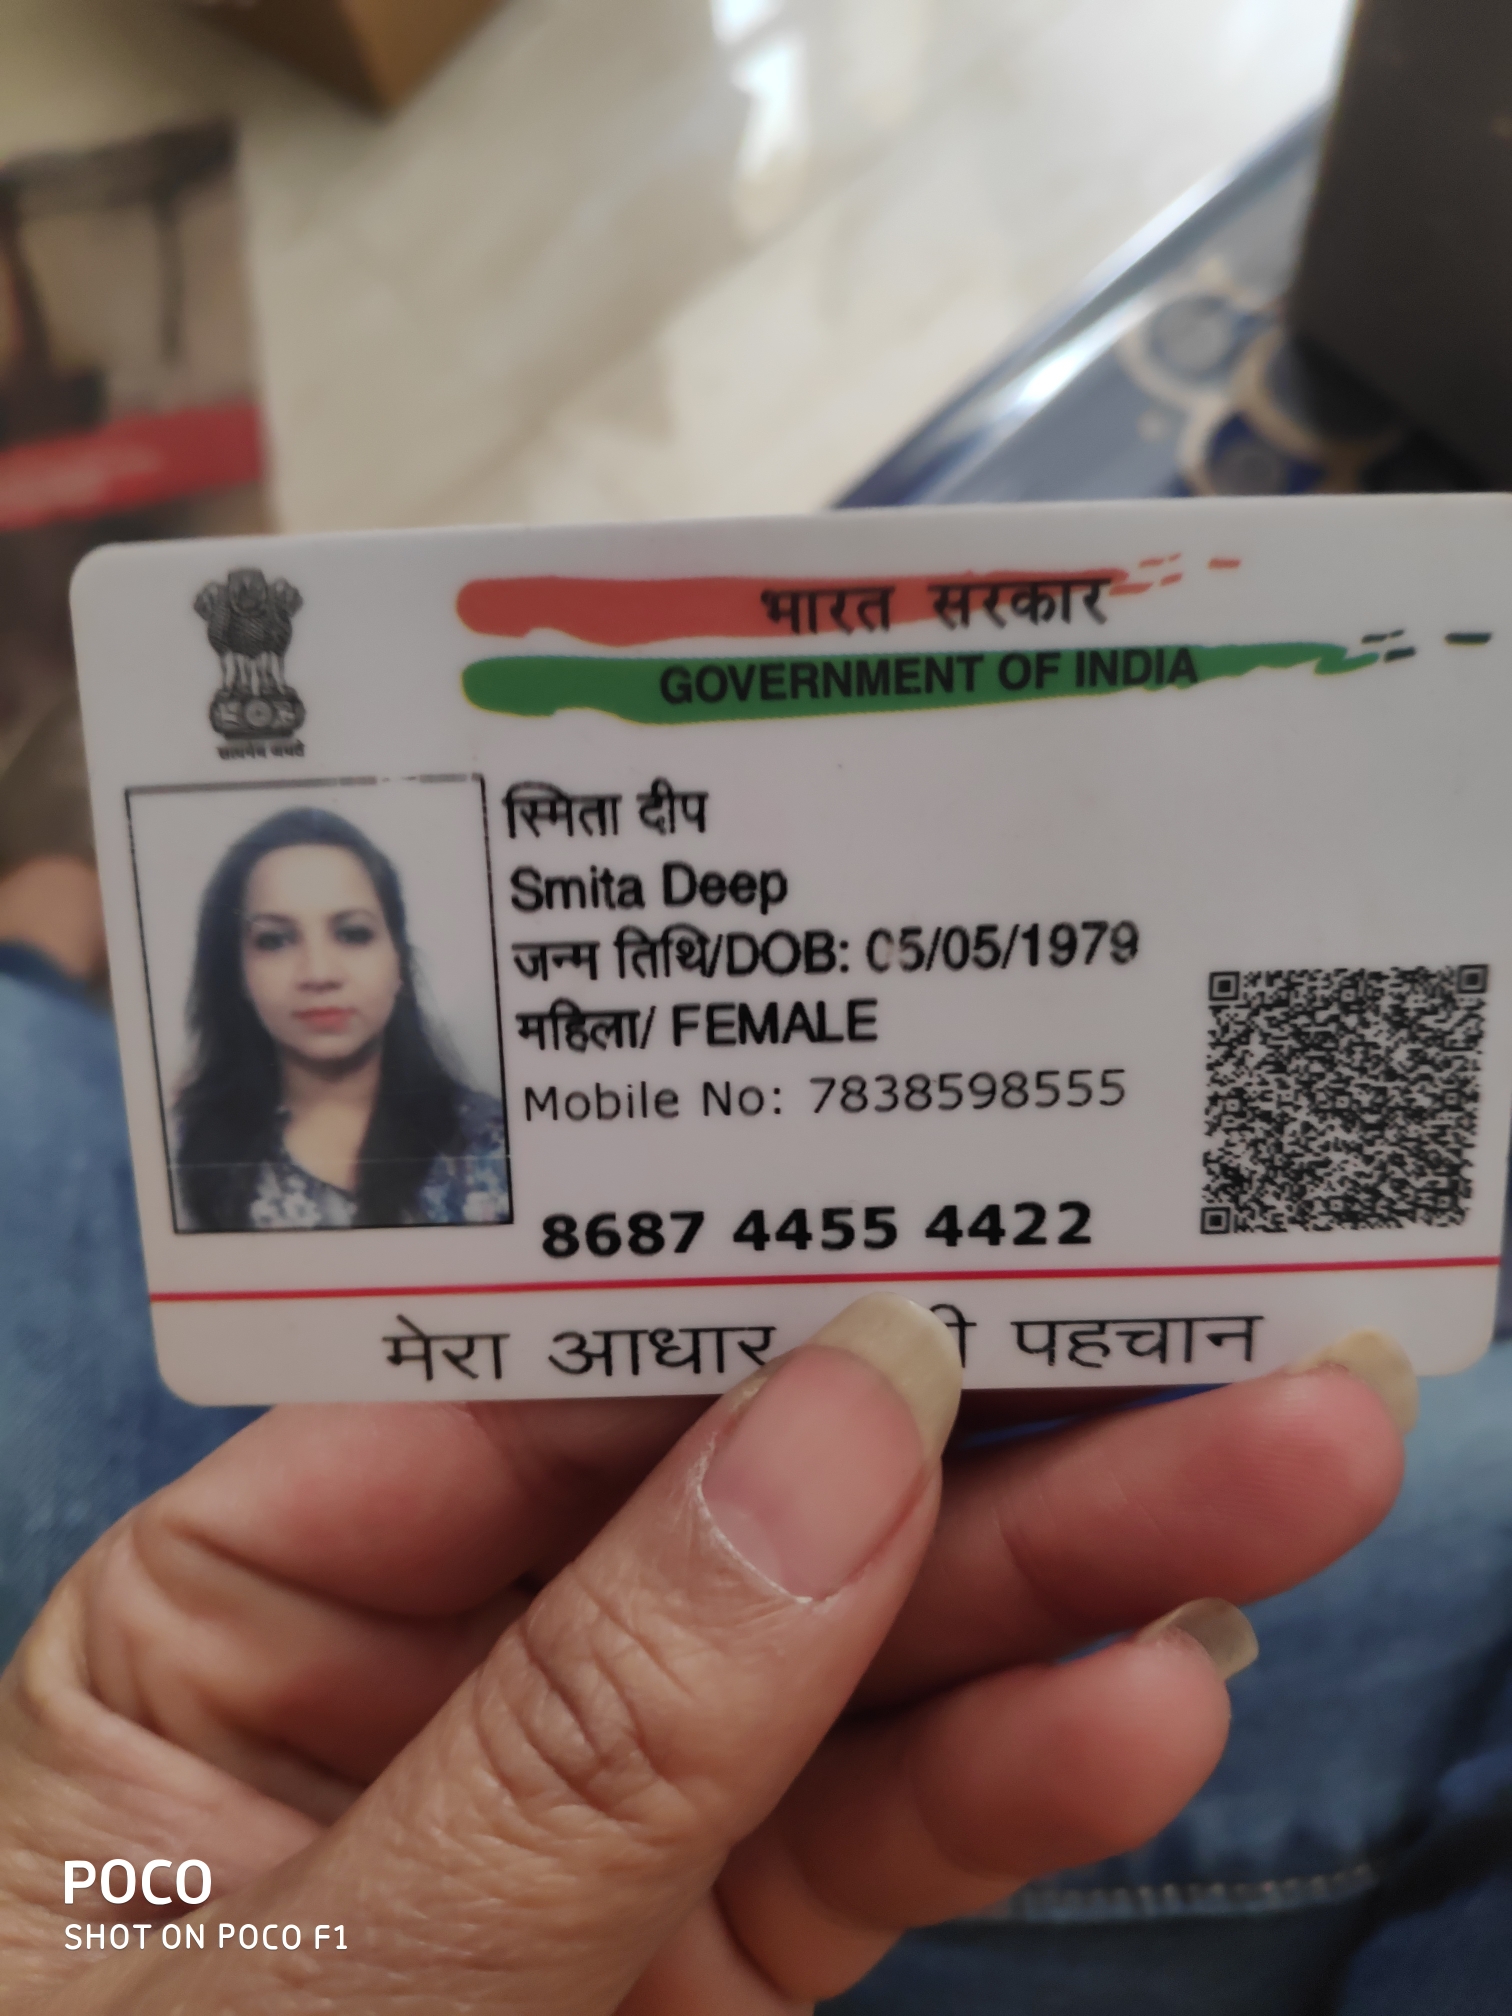 भारत सरकार
GOVERNMENT OF INDIA
सत्यमेव जयते
स्मिता दीप
Smita Deep
जन्म तिथि/DOB: 05/05/1979
महिला/ FEMALE
Mobile No: 7838598555
8687 4455 4422
मेरा आधार पहचान
POCO
SHOT ON POCO F1